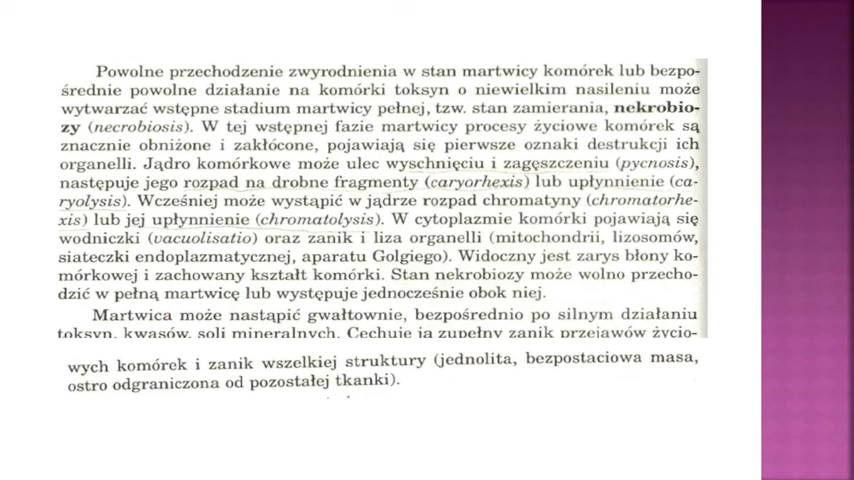 Powolne przechodzenie zwyrodnienia w stan martwicy komórek lub bezpo-
średnie powolne działanie na komórki toksyn o niewielkim nasileniu może
wytwarzać wstępne stadium martwicy pełnej, tzw. stan zamierania, nekrobio-
zy (necrobiosis). W tej wstępnej fazie martwicy procesy życiowe komórek są
znacznie obniżone i zakłócone, pojawiają się pierwsze oznaki destrukcji ich
organelli. Jądro komórkowe może ulec wyschnięciu i zagęszczeniu (pycnosis),
następuje jego rozpad na drobne fragmenty (caryorhexis) lub upłynnienie (ca-
ryolysis). Wcześniej może wystąpić w jądrze rozpad chromatyny (chromatorhe-
xis) lub jej upłynnienie (chromatolysis). W cytoplazmie komórki pojawiają się
wodniczki (vacuolisatio) oraz zanik i liza organelli (mitochondrii, lizosomów,
siateczki endoplazmatycznej, aparatu Golgiego). Widoczny jest zarys błony ko-
mórkowej i zachowany kształt komórki. Stan nekrobiozy może wolno przecho-
dzić w pełną martwicę lub występuje jednocześnie obok niej.
Martwica może nastąpić gwałtownie, bezpośrednio po silnym działaniu
toksyn, kwasów, soli mineralnych. Cechuje ją zupełny zanik przejawów życio-
wych komórek i zanik wszelkiej struktury (jednolita, bezpostaciowa masa,
ostro odgraniczona od pozostałej tkanki).